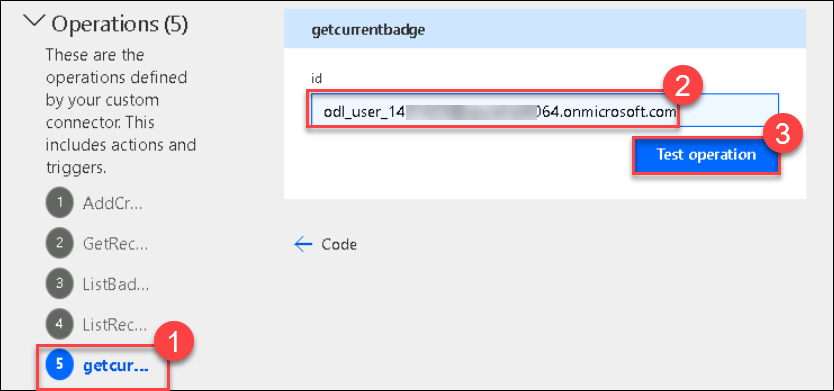 Operations (5)
These are the
operations defined
by your custom
connector. This
includes actions and
triggers.
1 AddCr...
2 GetRec...
3 ListBad...
4 ListRec...
5 getcur...
1
getcurrentbadge
id
odl_user_14 064.onmicrosoft.com
2
3
Test operation
Code